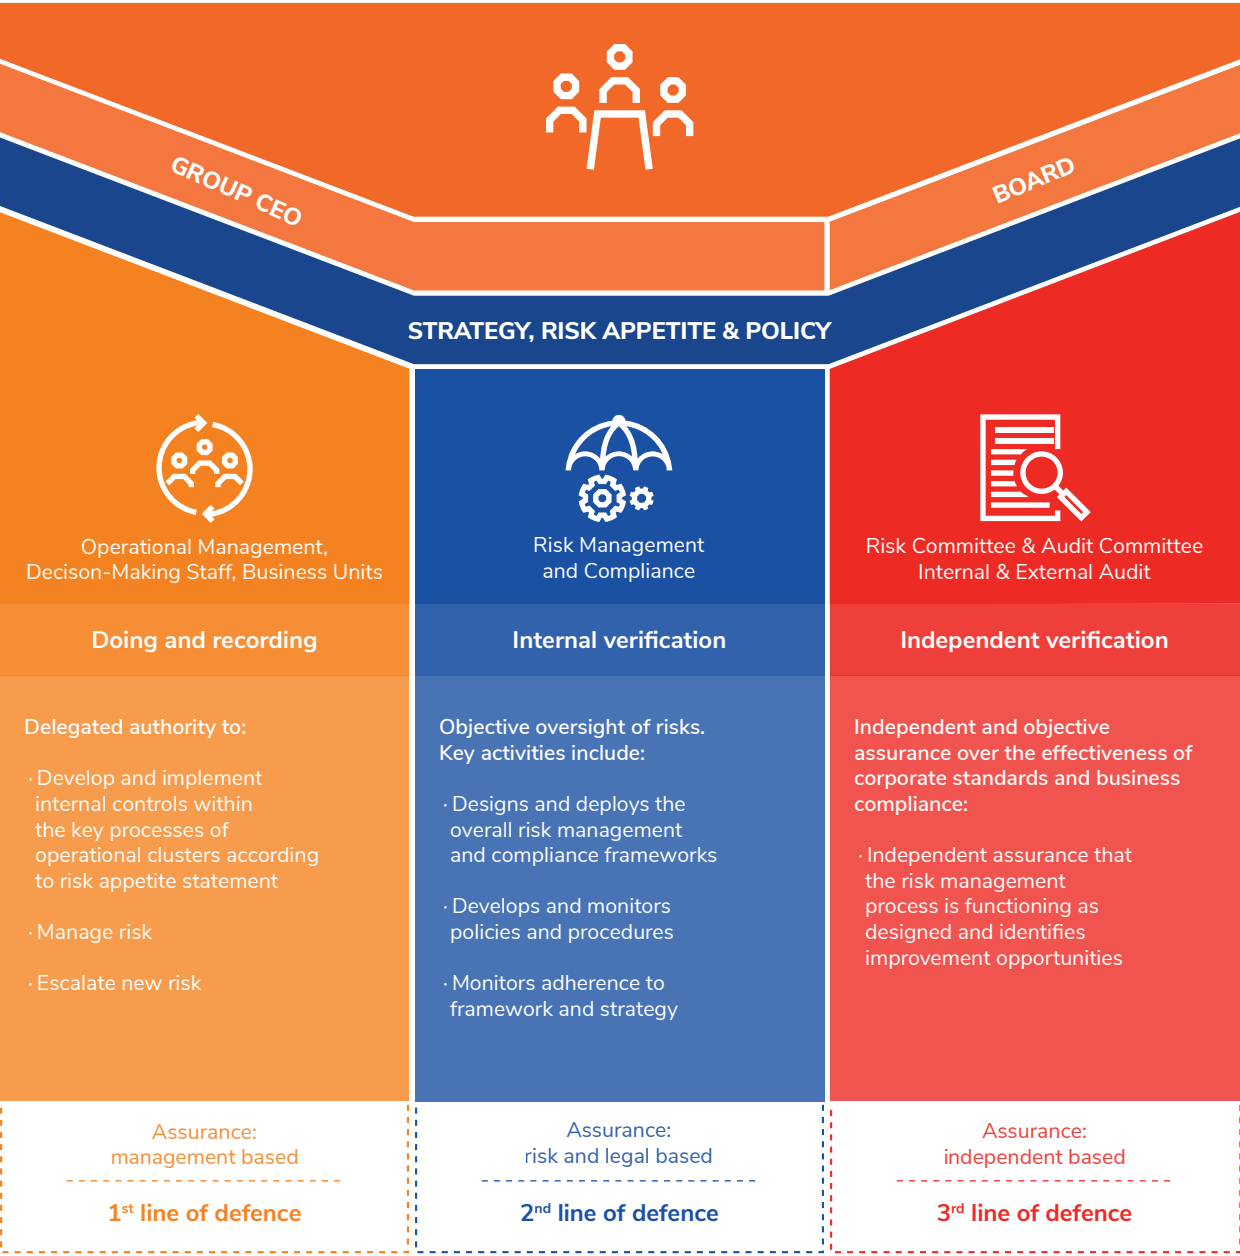 GROUP CEO
BOARD
STRATEGY, RISK APPETITE & POLICY
Operational Management,
Decison-Making Staff, Business Units
Doing and recording
Delegated authority to:
· Develop and implement
internal controls within
the key processes of
operational clusters according
to risk appetite statement
· Manage risk
· Escalate new risk
Assurance:
management based
1st line of defence
Risk Management
and Compliance
Internal verification
Objective oversight of risks.
Key activities include:
· Designs and deploys the
overall risk management
and compliance frameworks
· Develops and monitors
policies and procedures
· Monitors adherence to
framework and strategy
Assurance:
risk and legal based
2nd line of defence
Risk Committee & Audit Committee
Internal & External Audit
Independent verification
Independent and objective
assurance over the effectiveness of
corporate standards and business
compliance:
· Independent assurance that
the risk management
process is functioning as
designed and identifies
improvement opportunities
Assurance:
independent based
3rd line of defence